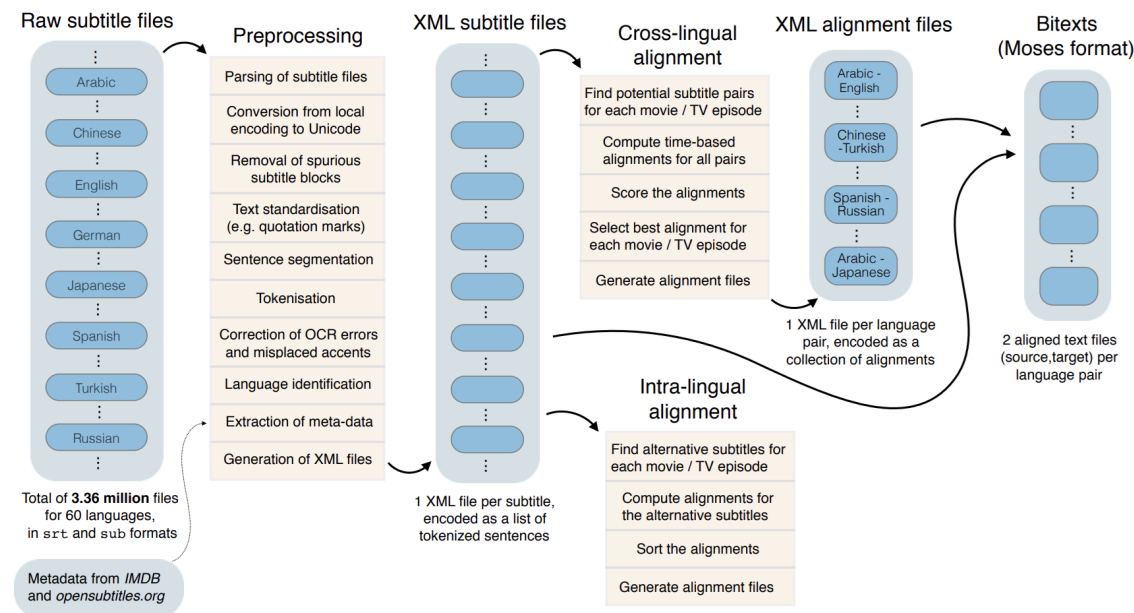 Raw subtitle files
⋮
Arabic
⋮
Chinese
⋮
English
⋮
German
⋮
Japanese
⋮
Spanish
⋮
Turkish
⋮
Russian
⋮
Total of 3.36 million files
for 60 languages,
in srt and sub formats
Metadata from IMDB
and opensubtitles.org
Preprocessing
Parsing of subtitle files
Conversion from local
encoding to Unicode
Removal of spurious
subtitle blocks
Text standardisation
(e.g. quotation marks)
Sentence segmentation
Tokenisation
Correction of OCR errors
and misplaced accents
Language identification
Extraction of meta-data
Generation of XML files
XML subtitle files
⋮
⋮
⋮
⋮
⋮
⋮
⋮
⋮
⋮
1 XML file per subtitle,
encoded as a list of
tokenized sentences
Cross-lingual
alignment
Find potential subtitle pairs
for each movie / TV episode
Compute time-based
alignments for all pairs
Score the alignments
Select best alignment for
each movie / TV episode
Generate alignment files
Intra-lingual
alignment
Find alternative subtitles for
each movie / TV episode
Compute alignments for
the alternative subtitles
Sort the alignments
Generate alignment files
XML alignment files
Arabic -
English
⋮
Chinese
-Turkish
⋮
Spanish -
Russian
⋮
Arabic -
Japanese
1 XML file per language
pair, encoded as a
collection of alignments
Bitexts
(Moses format)
⋮
⋮
⋮
2 aligned text files
(source,target) per
language pair